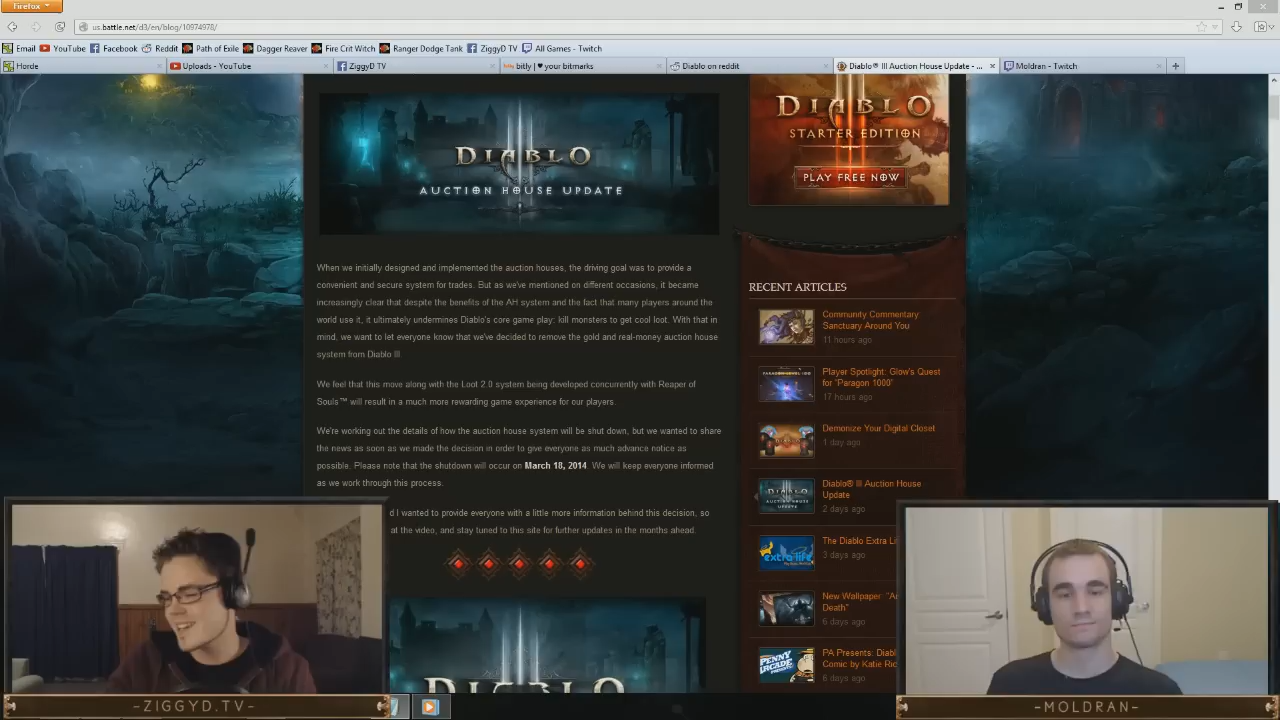 Firefox
us.battle.net/d3/en/blog/10974978/
Email YouTube Facebook Reddit Path of Exile Dagger Reaver Fire Crit Witch Ranger Dodge Tank ZiggyD TV All Games - Twitch
Horde Uploads - YouTube ZiggyD TV bitly | ♥ your bitmarks Diablo on reddit Diablo® III Auction House Update - ... Moldran - Twitch
DIABLO
AUCTION HOUSE UPDATE
When we initially designed and implemented the auction houses, the driving goal was to provide a
convenient and secure system for trades. But as we've mentioned on different occasions, it became
increasingly clear that despite the benefits of the AH system and the fact that many players around the
world use it, it ultimately undermines Diablo's core game play: kill monsters to get cool loot. With that in
mind, we want to let everyone know that we've decided to remove the gold and real-money auction house
system from Diablo III.
We feel that this move along with the Loot 2.0 system being developed concurrently with Reaper of
Souls™ will result in a much more rewarding game experience for our players.
We're working out the details of how the auction house system will be shut down, but we wanted to share
the news as soon as we made the decision in order to give everyone as much advance notice as
possible. Please note that the shutdown will occur on March 18, 2014. We will keep everyone informed
as we work through this process.
d I wanted to provide everyone with a little more information behind this decision, so
at the video, and stay tuned to this site for further updates in the months ahead.
DIABLO
DIABLO
STARTER EDITION
PLAY FREE NOW
RECENT ARTICLES
Community Commentary
Sanctuary Around You
11 hours ago
Player Spotlight: Glow's Quest
for "Paragon 1000"
17 hours ago
Demonize Your Digital Closet
1 day ago
Diablo® III Auction House
Update
2 days ago
extra life
The Diablo Extra Li
3 days ago
New Wallpaper
Death"
6 days ago
PENNY
ARCADE
PA Presents: Diabl
Comic by Katie Ric
6 days ago
-ZIGGYD.TV-
-MOLDRAN-